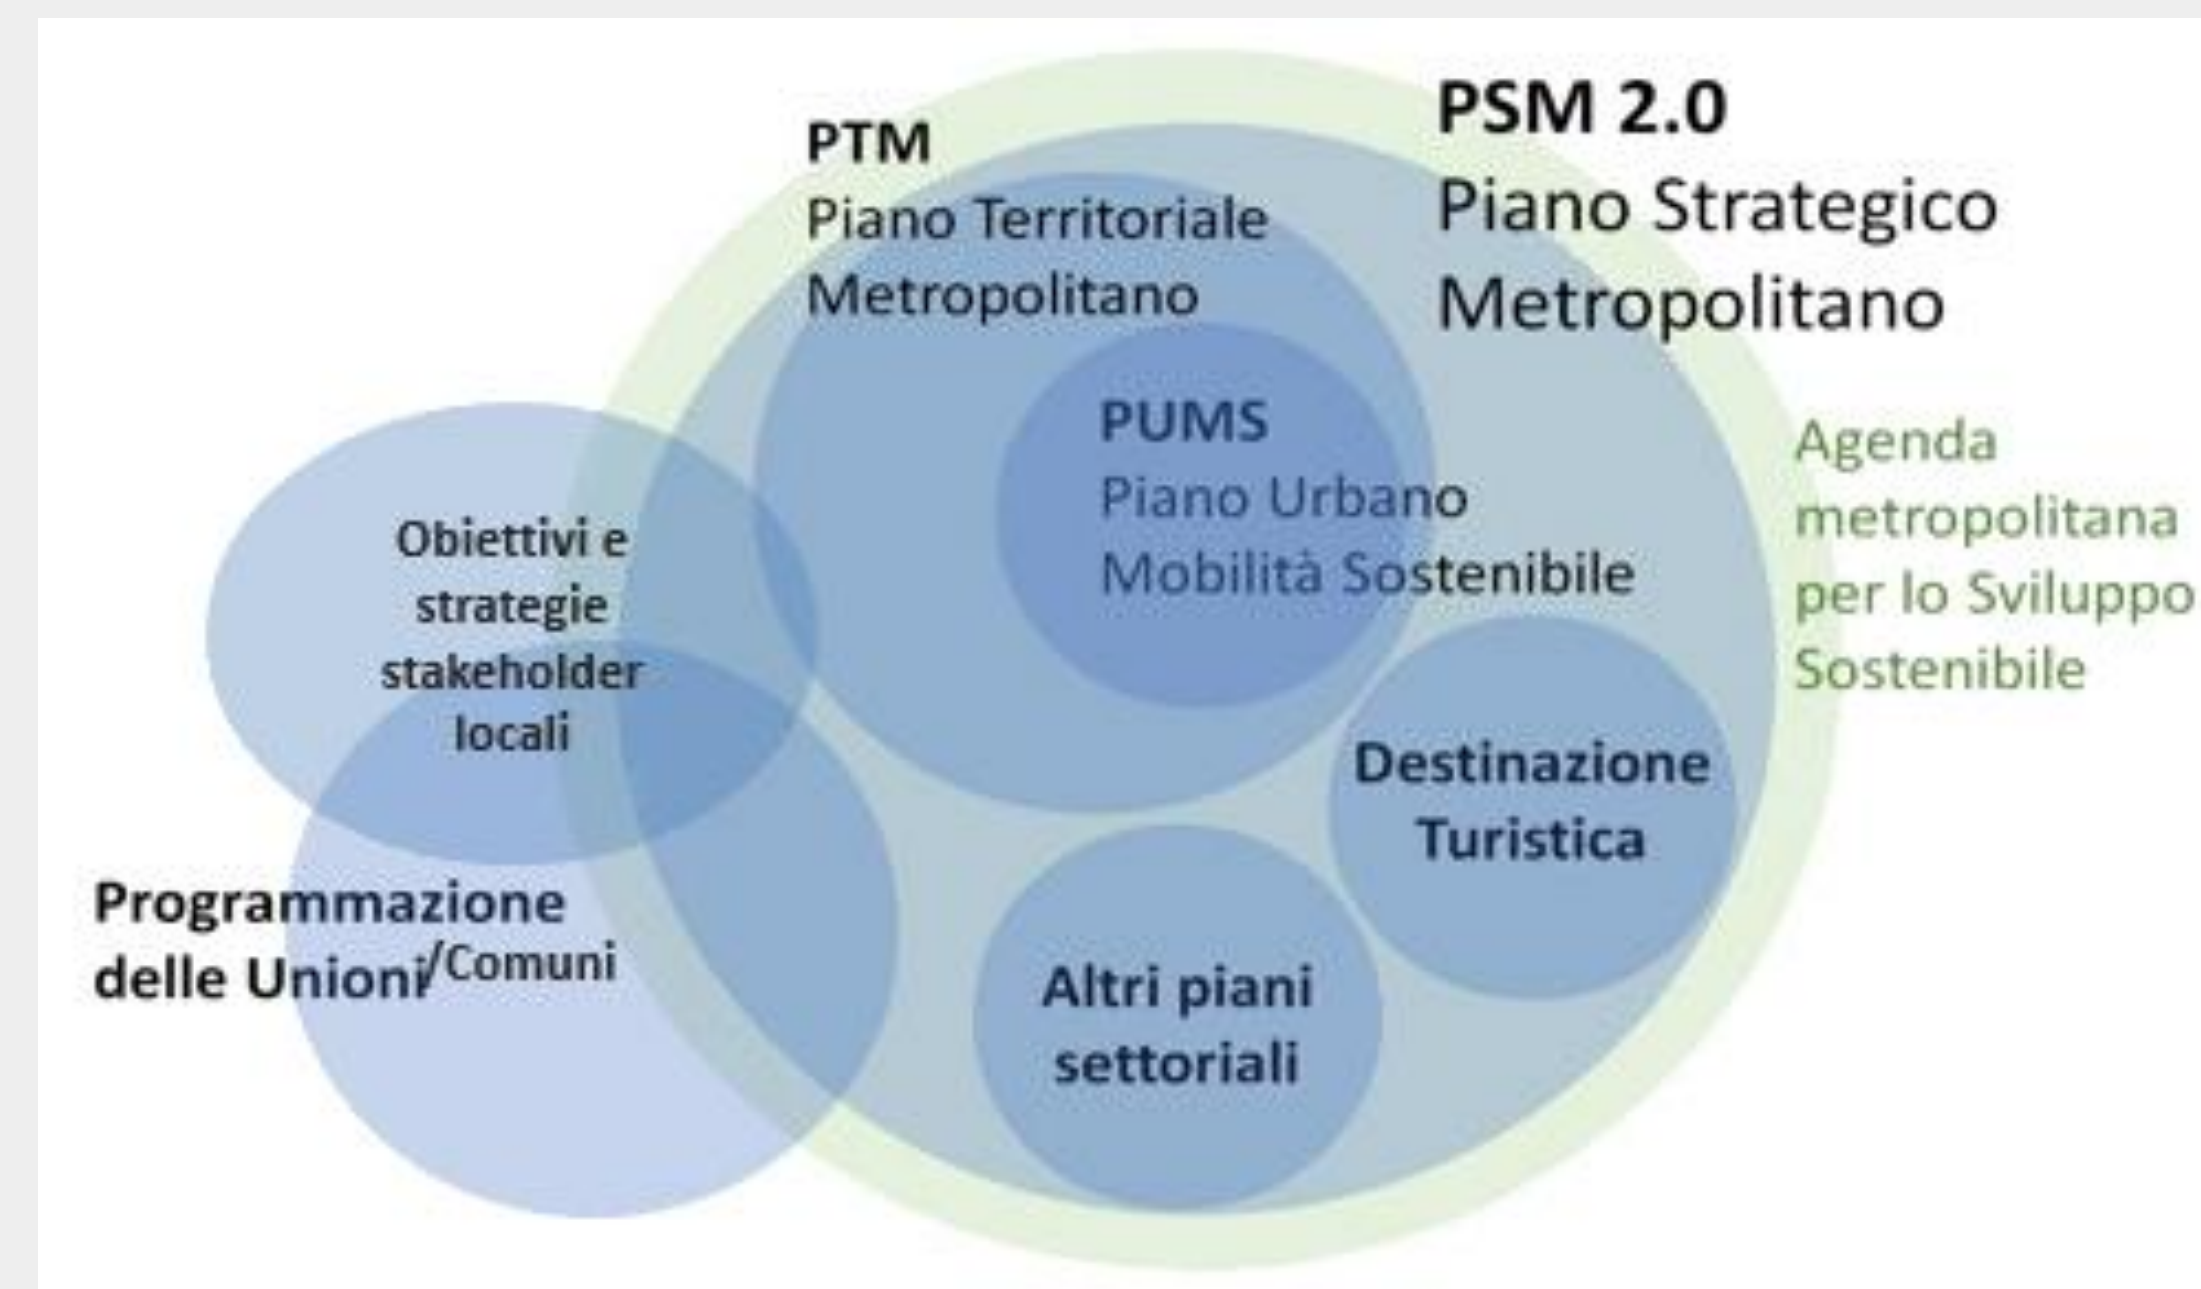 PTM
Piano Territoriale
Metropolitano
PSM 2.0
Piano Strategico
Metropolitano
PUMS
Piano Urbano
Mobilità Sostenibile
Agenda
metropolitana
per lo Sviluppo
Sostenibile
Obiettivi e
strategie
stakeholder
locali
Destinazione
Turistica
Programmazione
delle Unioni/Comuni
Altri piani
settoriali